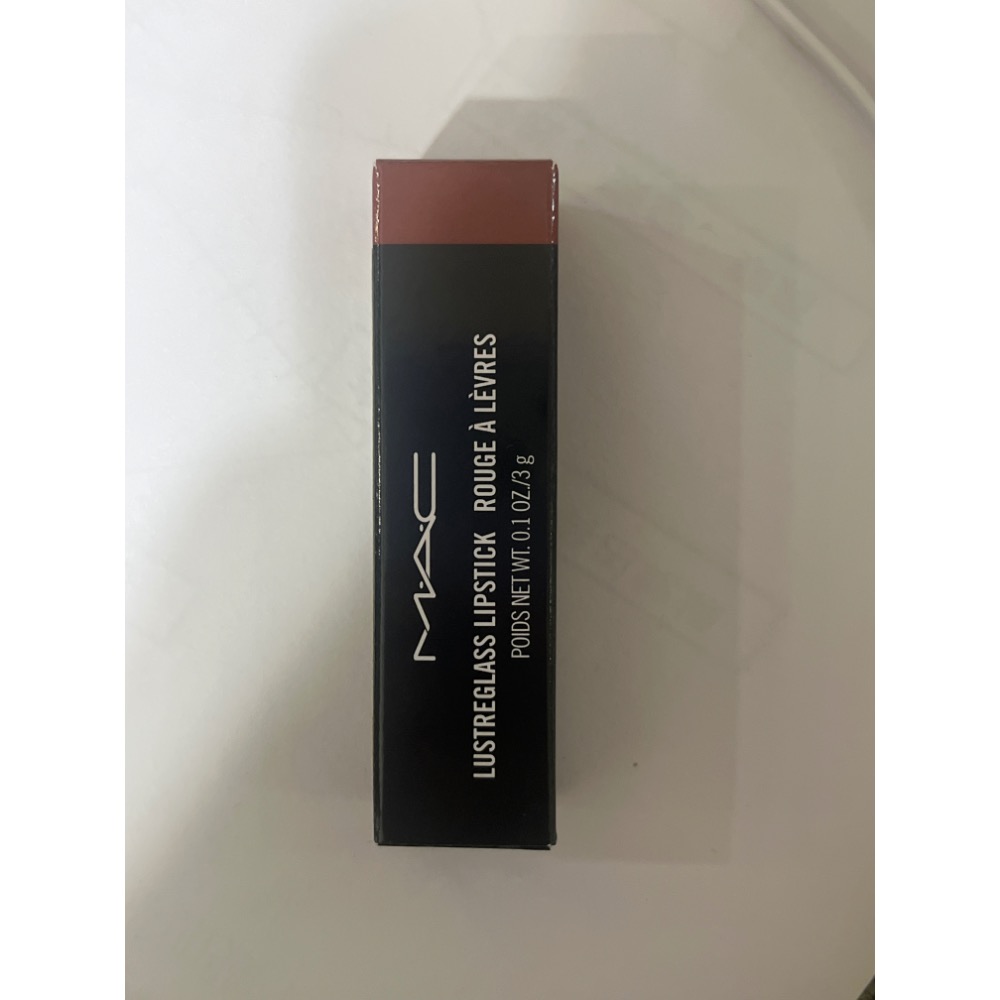 M·A·C
LUSTREGLASS LIPSTICK ROUGE À LÈVRES
POIDS NET WT. 0.1 OZ./3 g